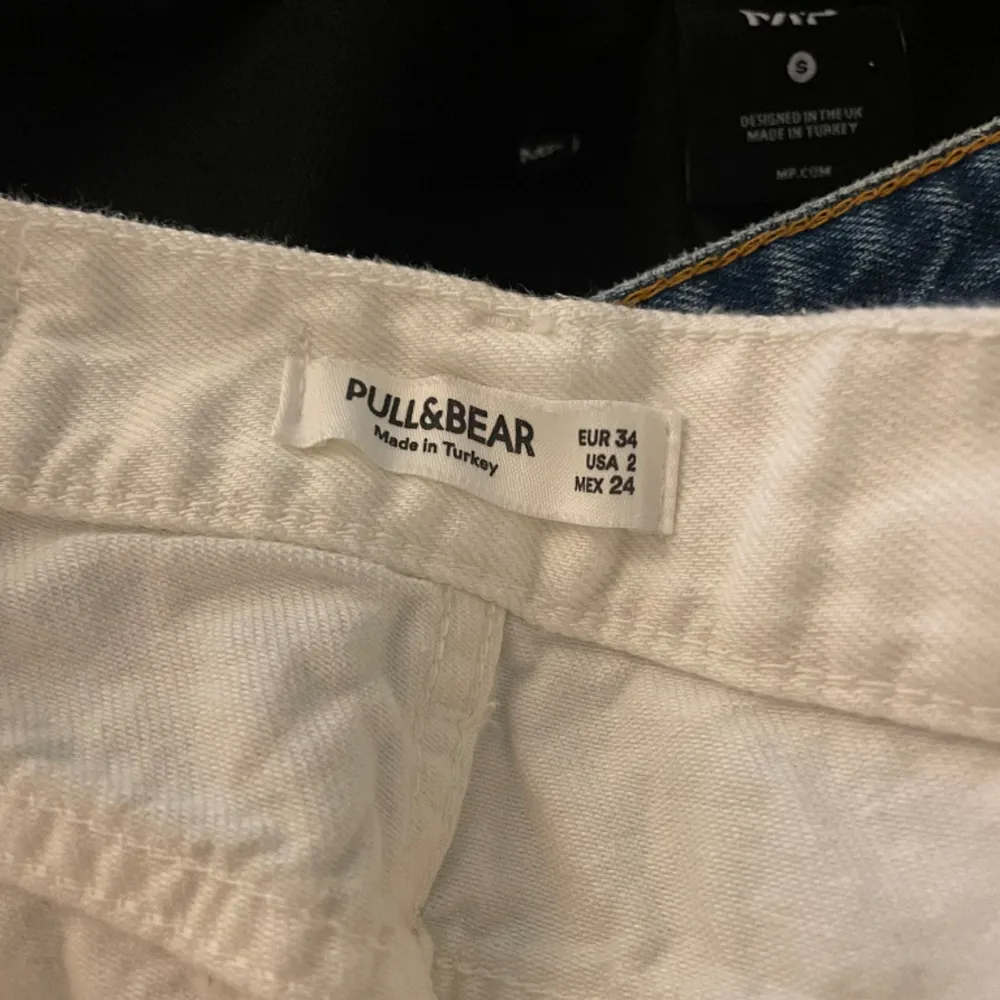 S
DESIGNED IN THE UK
MADE IN TURKEY
MP.COM
PULL&BEAR
Made in Turkey
EUR 34
USA 2
MEX 24